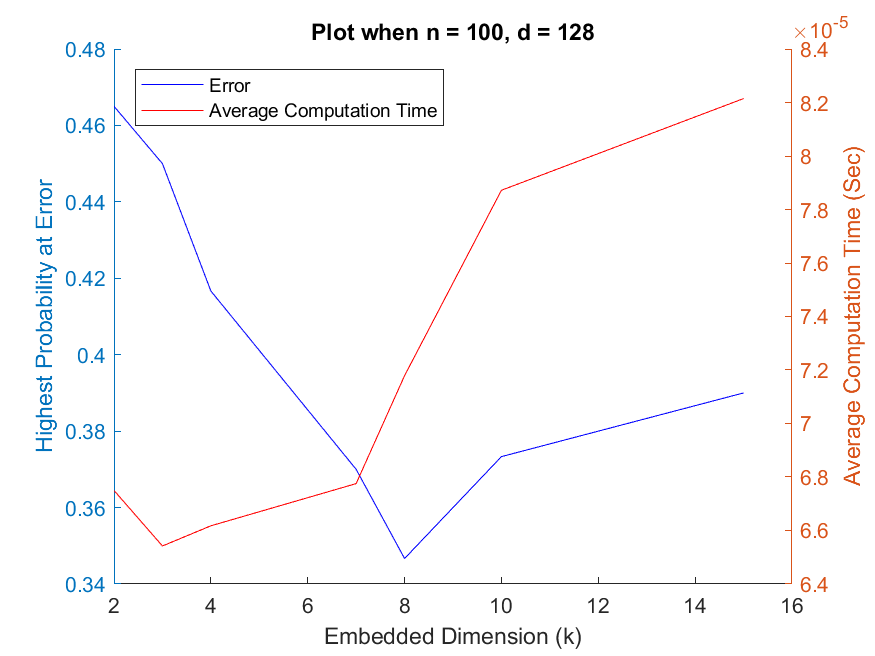 Plot when n = 100, d = 128
×10-5
Error
Average Computation Time
Highest Probability at Error
0.48
0.46
0.44
0.42
0.4
0.38
0.36
0.34
8.4
8.2
8
7.8
7.6
7.4
7.2
7
6.8
6.6
6.4
Average Computation Time (Sec)
2 4 6 8 10 12 14 16
Embedded Dimension (k)